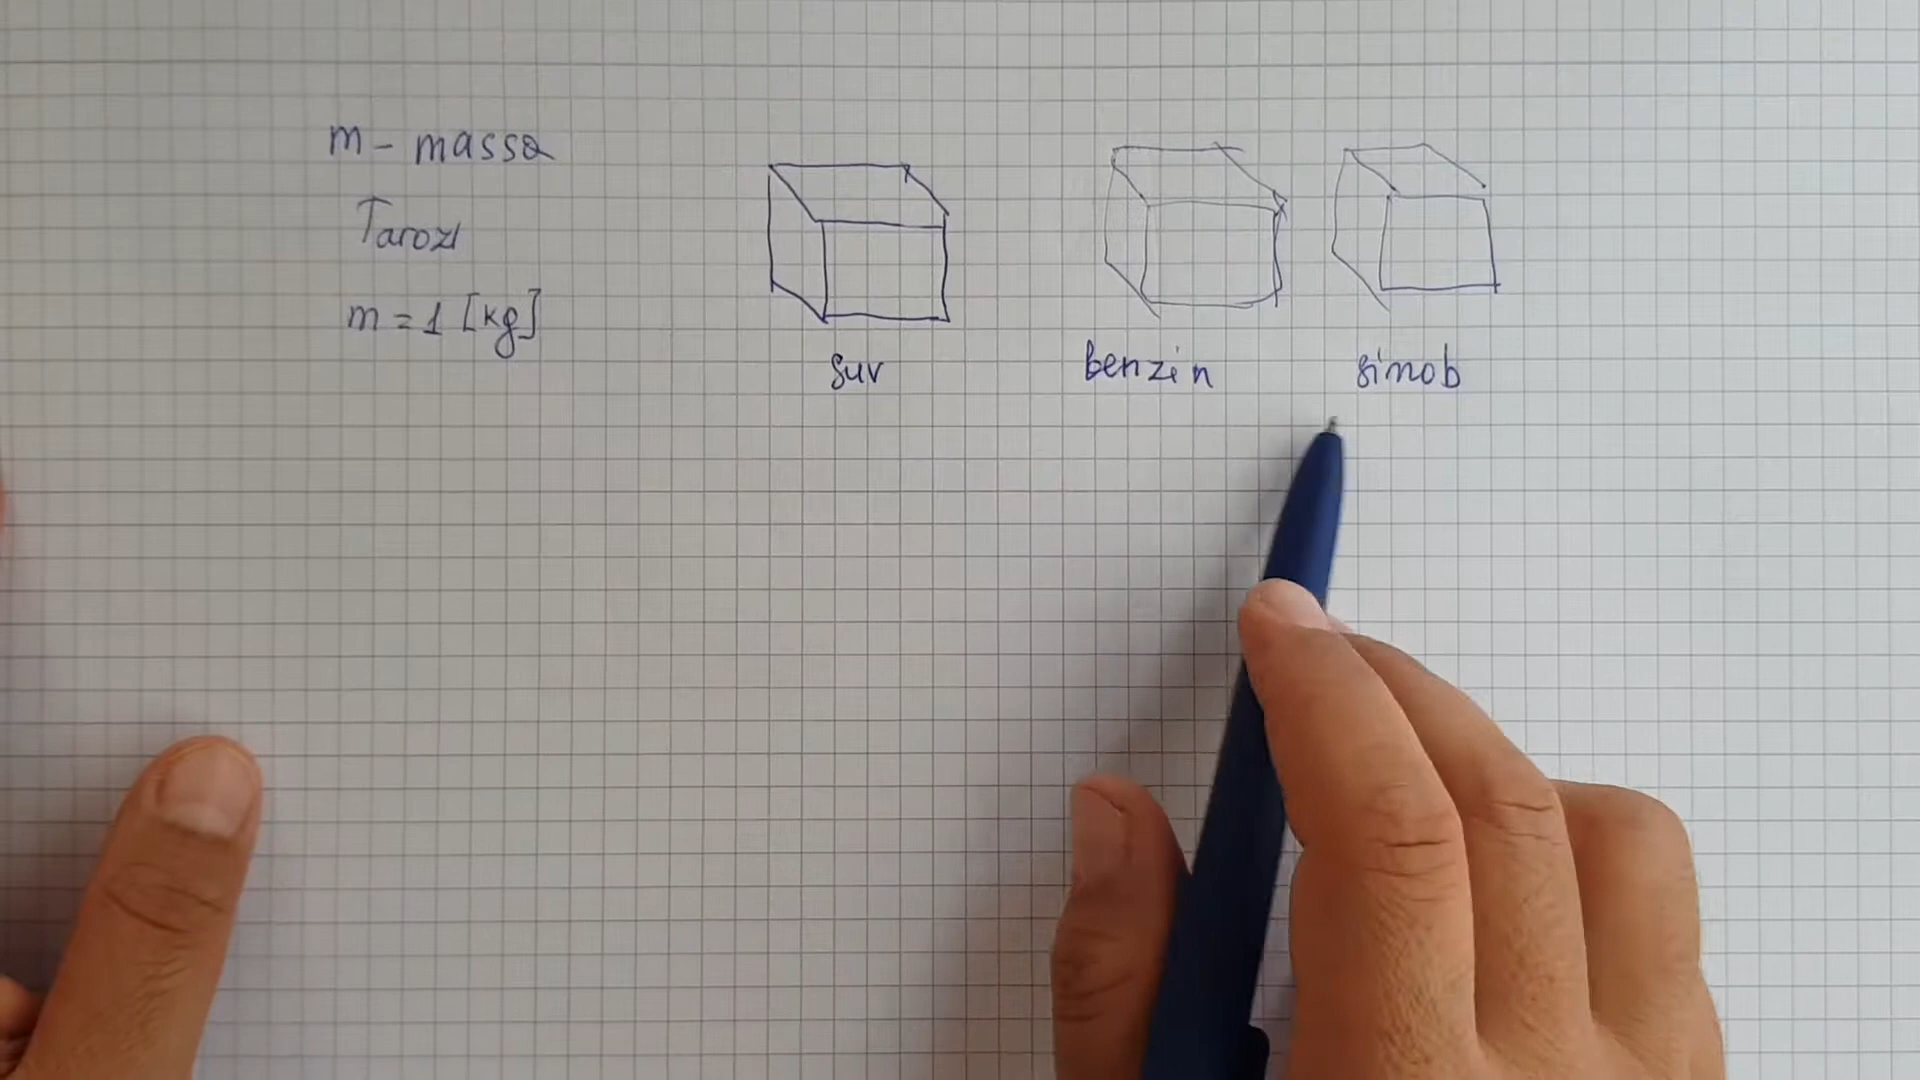 m - massa
Tarozi
m = 1 [kg]
suv
benzin
simob